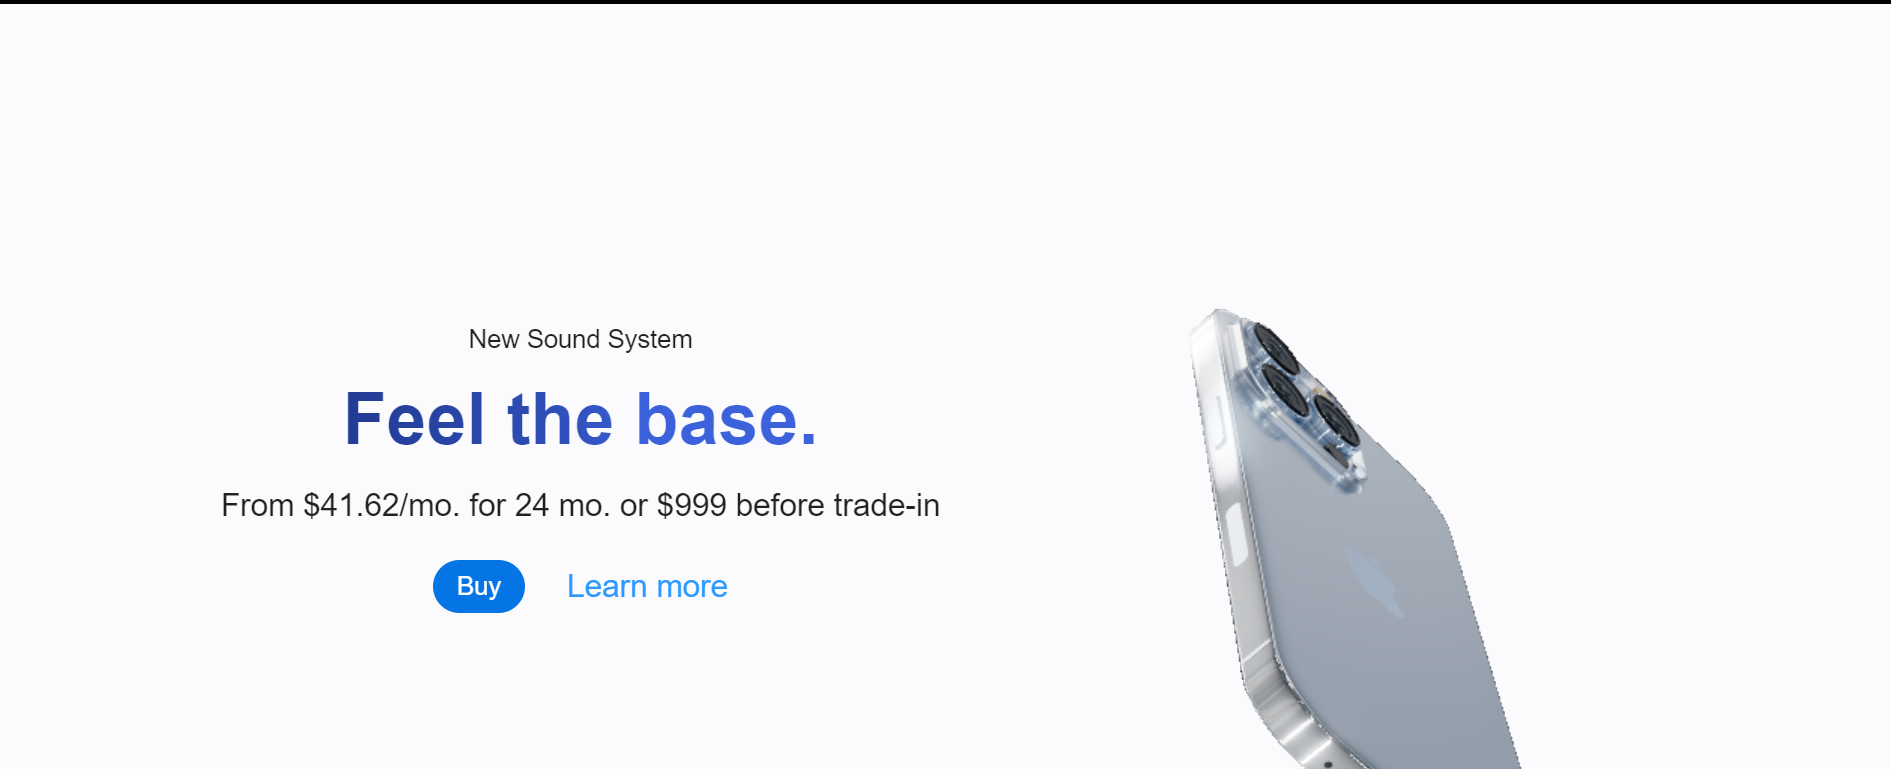 New Sound System
Feel the base.
From $41.62/mo. for 24 mo. or $999 before trade-in
Buy
Learn more